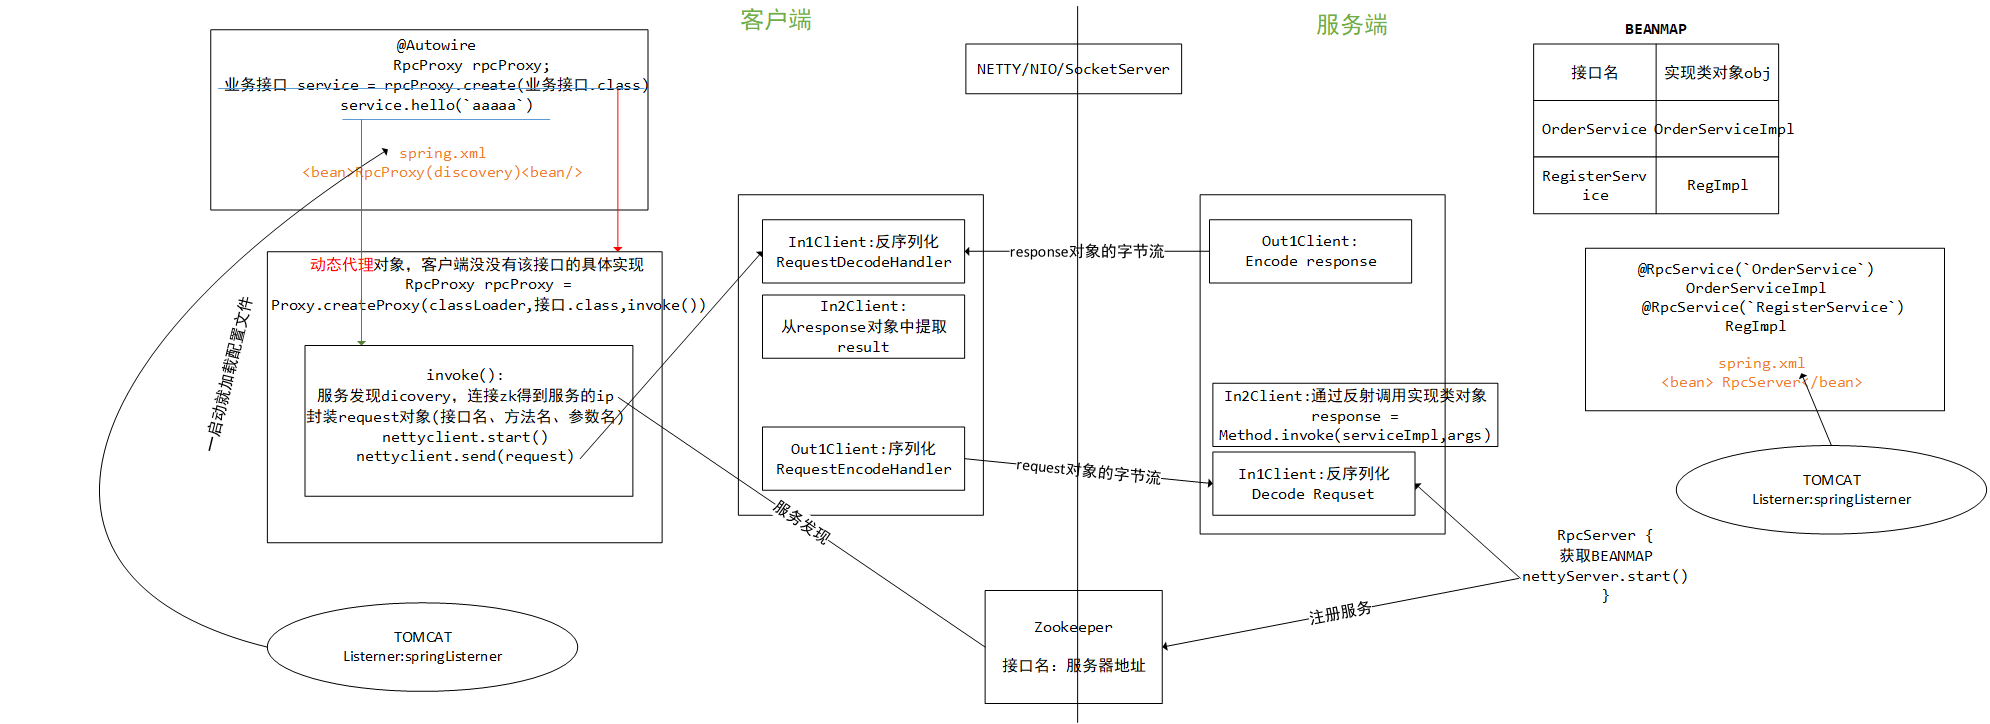 客户端
服务端
@Autowire
RpcProxy rpcProxy;
业务接口 service = rpcProxy.create(业务接口.class)
service.hello(`aaaaa`)
spring.xml
<bean>RpcProxy(discovery)<bean/>
NETTY/NIO/SocketServer
BEANMAP
接口名 实现类对象obj
OrderService OrderServiceImpl
RegisterServ
ice
RegImpl
动态代理对象，客户端没没有该接口的具体实现
RpcProxy rpcProxy =
Proxy.createProxy(classLoader,接口.class,invoke())
invoke():
服务发现dicovery，连接zk得到服务的ip
封装request对象(接口名、方法名、参数名)
nettyclient.start()
nettyclient.send(request)
一启动就加载配置文件
In1Client:反序列化
RequestDecodeHandler
In2Client:
从response对象中提取
result
Out1Client:序列化
RequestEncodeHandler
response对象的字节流
request对象的字节流
Out1Client:
Encode response
In2Client:通过反射调用实现类对象
response =
Method.invoke(serviceImpl,args)
In1Client:反序列化
Decode Requset
@RpcService(`OrderService`)
OrderServiceImpl
@RpcService(`RegisterService`)
RegImpl
spring.xml
<bean> RpcServer</bean>
TOMCAT
Listerner:springListerner
RpcServer {
获取BEANMAP
nettyServer.start()
}
服务发现
注册服务
Zookeeper
接口名：服务器地址
TOMCAT
Listerner:springListerner